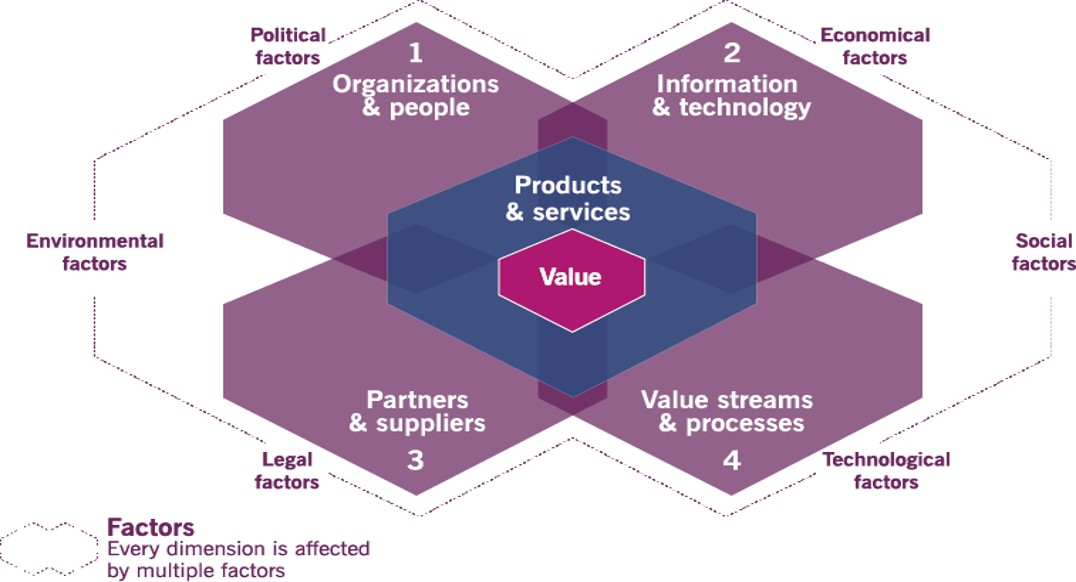 Political
factors
1
Organizations
& people
2
Information
& technology
Economical
factors
Products
& services
Environmental
factors
Value
Social
factors
Partners
& suppliers
3
Value streams
& processes
4
Legal
factors
Technological
factors
Factors
Every dimension is affected
by multiple factors